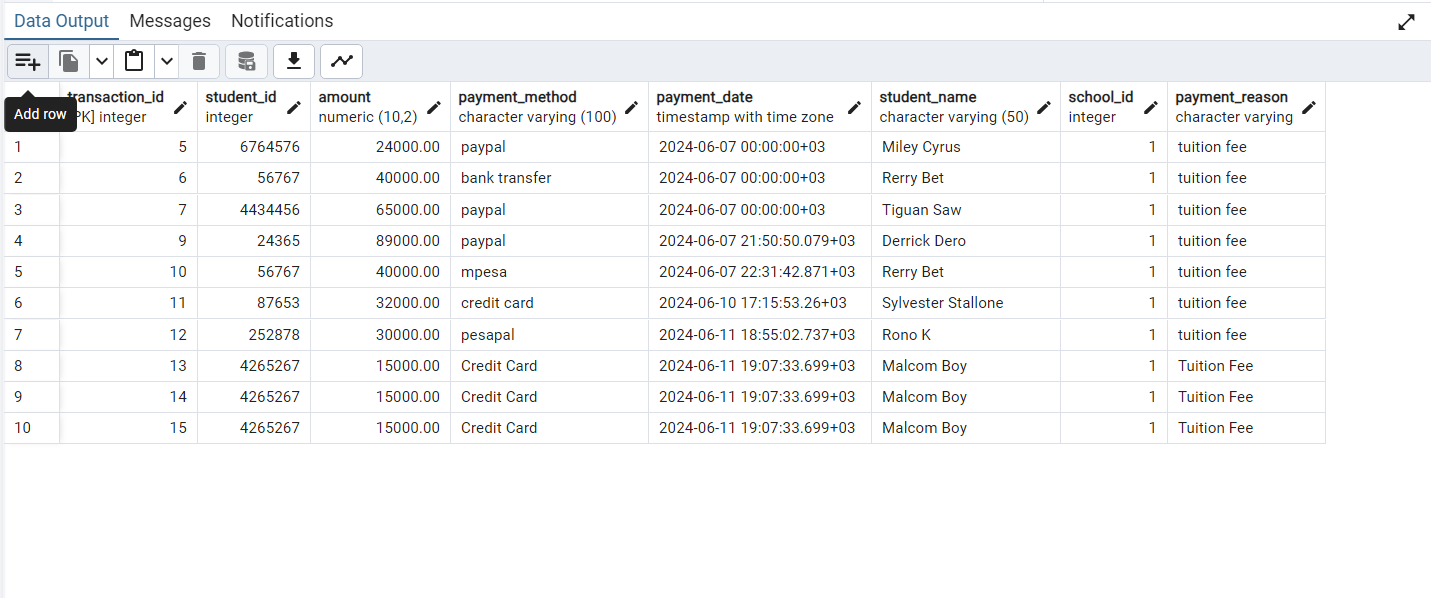 Data Output Messages Notifications
Add row
transaction_id student_id amount payment_method payment_date student_name school_id payment_reason
PK] integer integer numeric (10,2) character varying (100) timestamp with time zone character varying (50) integer character varying
1 5 6764576 24000.00 paypal 2024-06-07 00:00:00+03 Miley Cyrus 1 tuition fee
2 6 56767 40000.00 bank transfer 2024-06-07 00:00:00+03 Rerry Bet 1 tuition fee
3 7 4434456 65000.00 paypal 2024-06-07 00:00:00+03 Tiguan Saw 1 tuition fee
4 9 24365 89000.00 paypal 2024-06-07 21:50:50.079+03 Derrick Dero 1 tuition fee
5 10 56767 40000.00 mpesa 2024-06-07 22:31:42.871+03 Rerry Bet 1 tuition fee
6 11 87653 32000.00 credit card 2024-06-10 17:15:53.26+03 Sylvester Stallone 1 tuition fee
7 12 252878 30000.00 pesapal 2024-06-11 18:55:02.737+03 Rono K 1 tuition fee
8 13 4265267 15000.00 Credit Card 2024-06-11 19:07:33.699+03 Malcom Boy 1 Tuition Fee
9 14 4265267 15000.00 Credit Card 2024-06-11 19:07:33.699+03 Malcom Boy 1 Tuition Fee
10 15 4265267 15000.00 Credit Card 2024-06-11 19:07:33.699+03 Malcom Boy 1 Tuition Fee